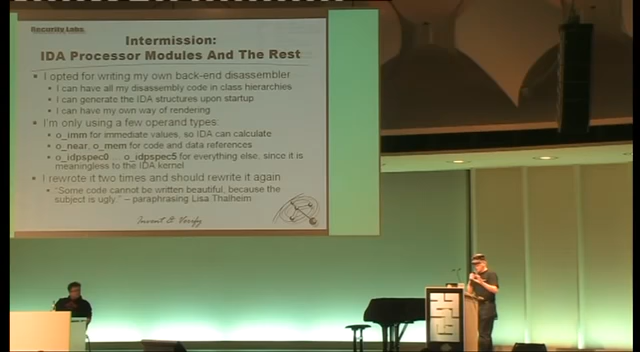 Recurity Labs
Intermission:
IDA Processor Modules And The Rest
I opted for writing my own back-end disassembler
I can have all my disassembly code in class hierarchies
I can generate the IDA structures upon startup
I can have my own way of rendering
I'm only using a few operand types:
o_imm for immediate values, so IDA can calculate
o_near, o_mem for code and data references
o_idpspec0 ... o_idpspec5 for everything else, since it is
meaningless to the IDA kernel
I rewrote it two times and should rewrite it again
"Some code cannot be written beautiful, because the
subject is ugly." – paraphrasing Lisa Thalheim
Invent & Verify